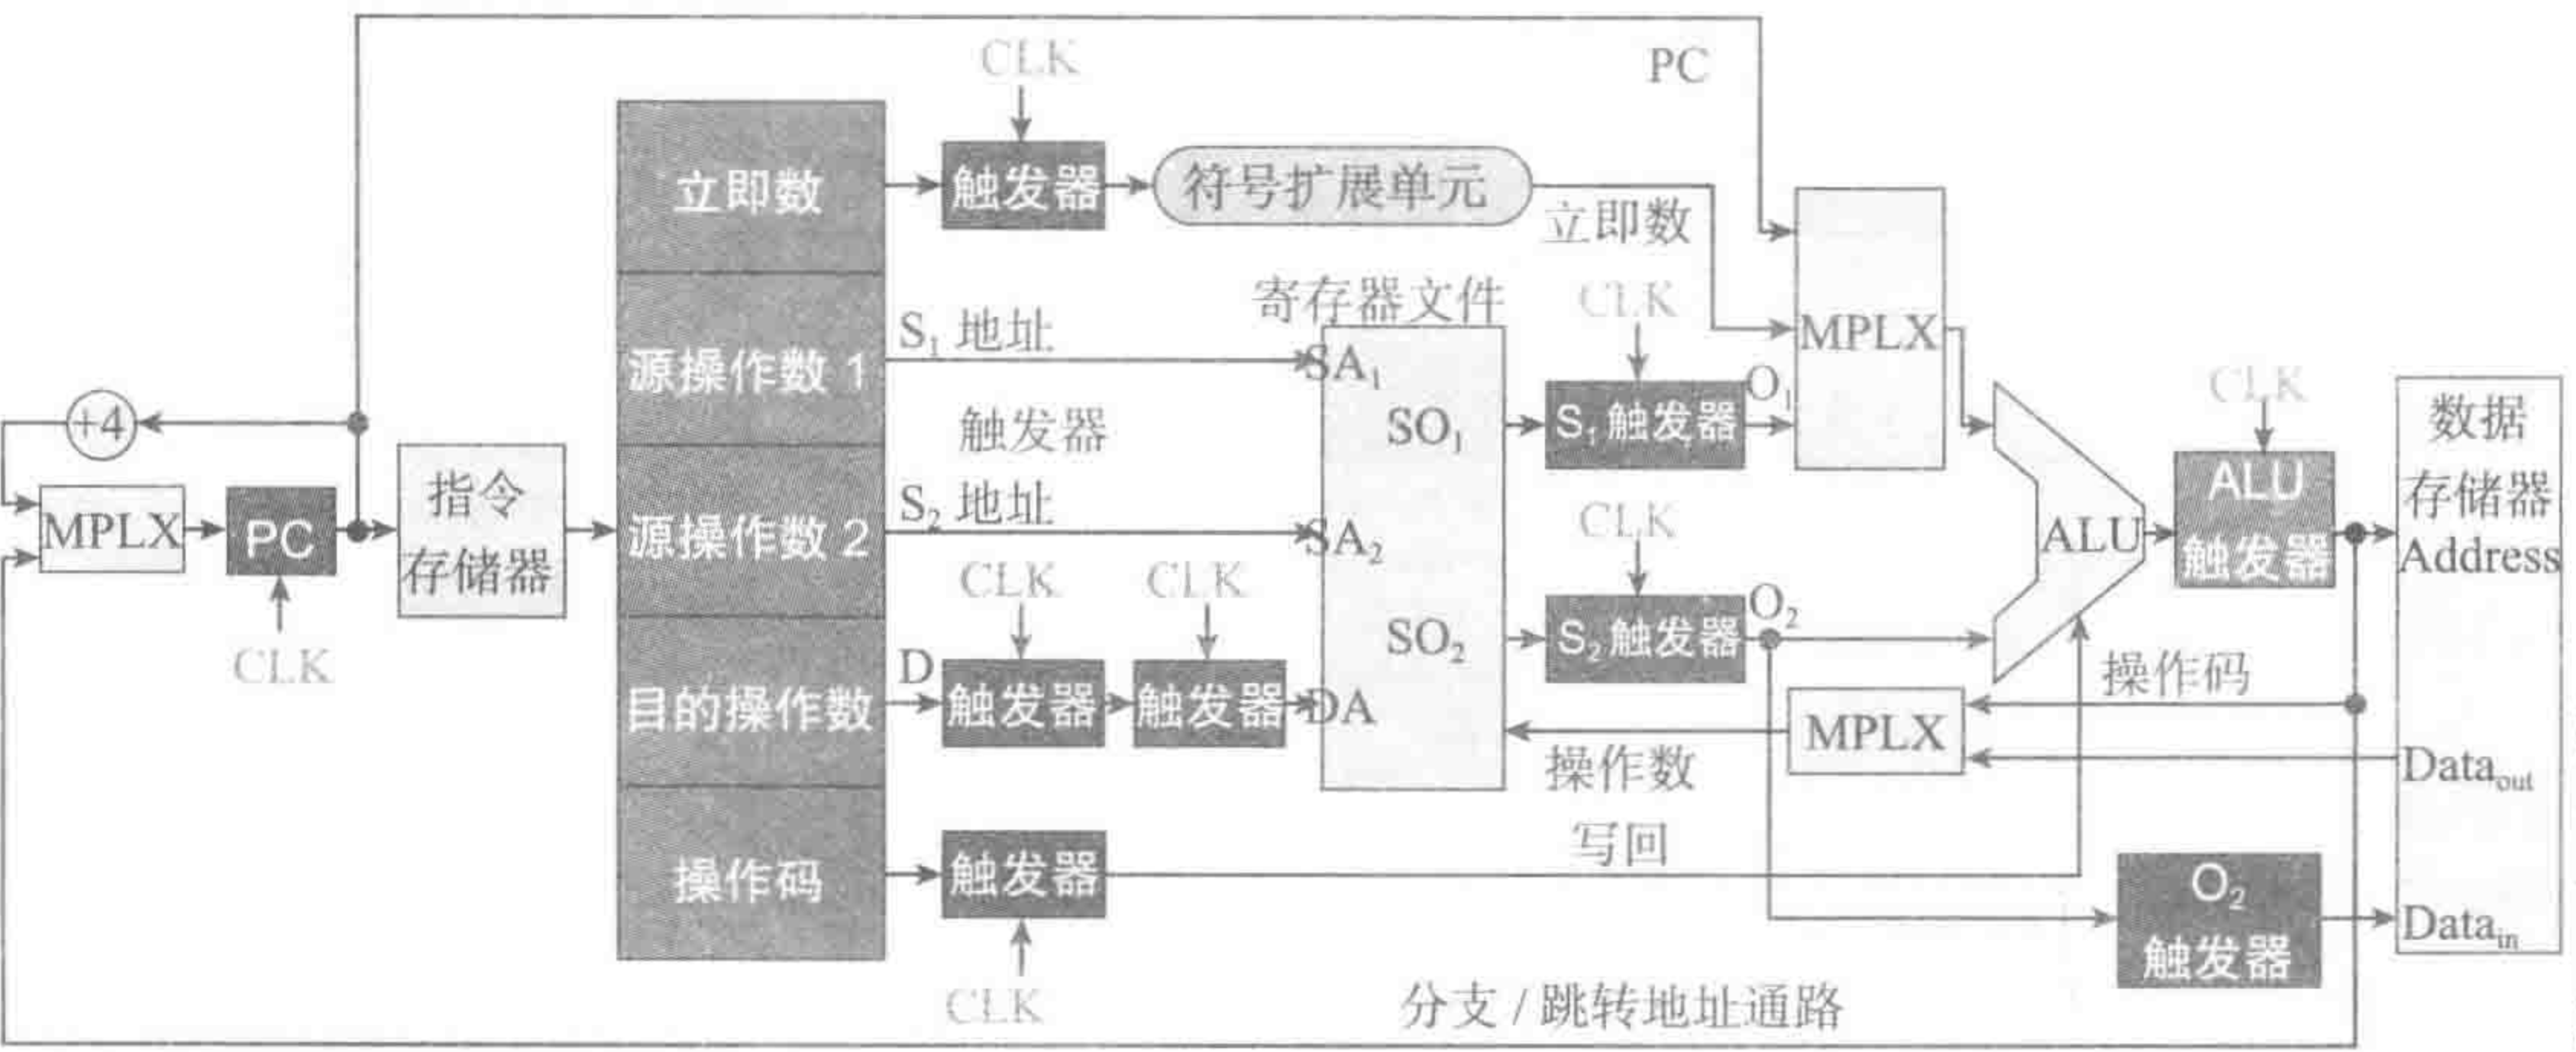 CLK
PC
立即数
触发器
符号扩展单元
立即数
寄存器文件
CLK
S₁ 地址
源操作数 1
SA₁
MPLX
O₁
CLK
+4
触发器
SO₁
S₁ 触发器
数据
存储器
Address
ALU
触发器
MPLX
PC
指令
存储器
S₂ 地址
源操作数 2
SA₂
CLK
ALU
CLK
CLK
CLK
O₂
SO₂
S₂ 触发器
操作码
D
目的操作数
触发器
触发器
DA
MPLX
操作数
Dataout
写回
操作码
触发器
O₂
触发器
Datain
CLK
分支 / 跳转地址通路